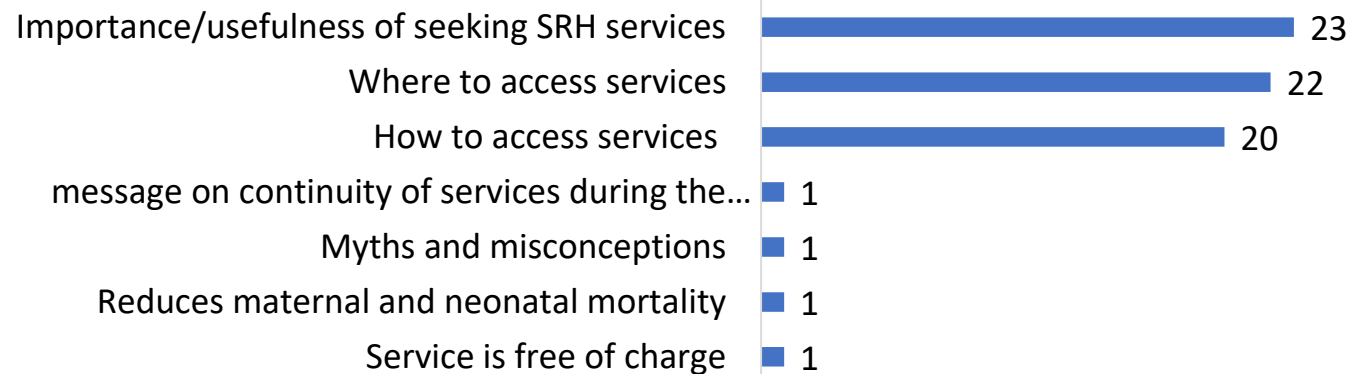 Importance/usefulness of seeking SRH services 23
Where to access services 22
How to access services 20
message on continuity of services during the... 1
Myths and misconceptions 1
Reduces maternal and neonatal mortality 1
Service is free of charge 1